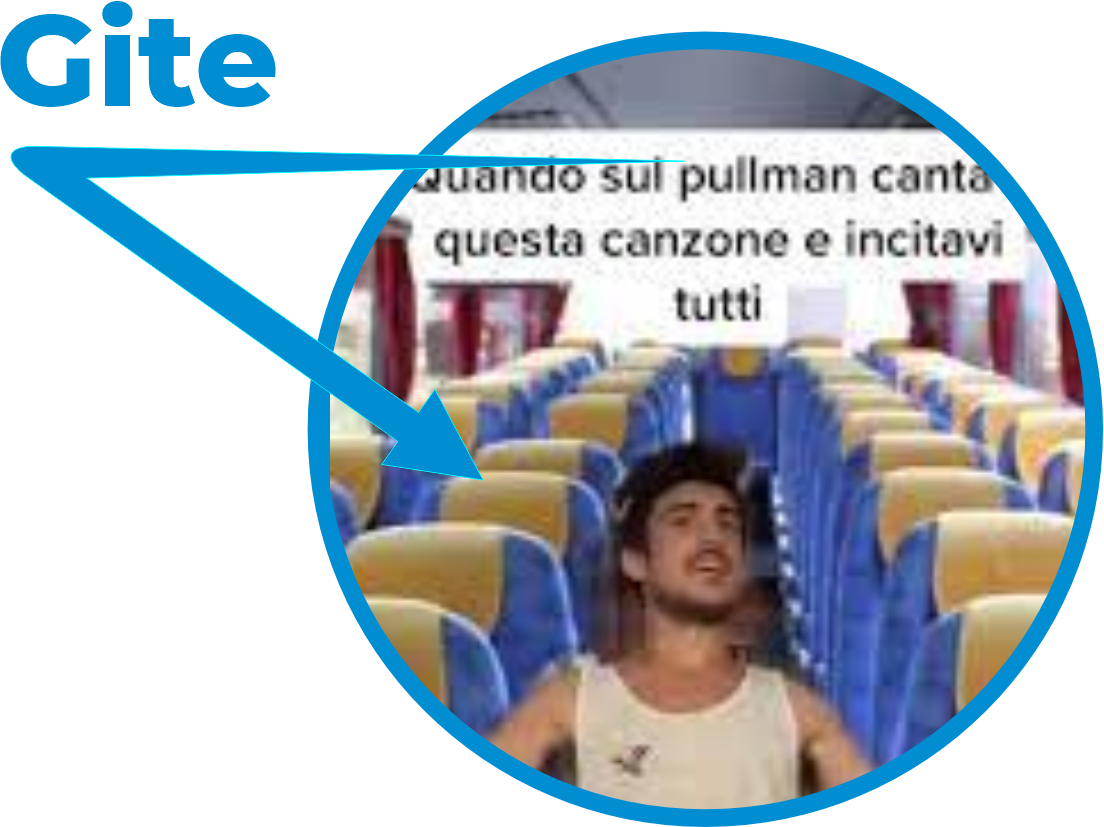 Gite
Quando sul pullman canta
questa canzone e incitavi
tutti